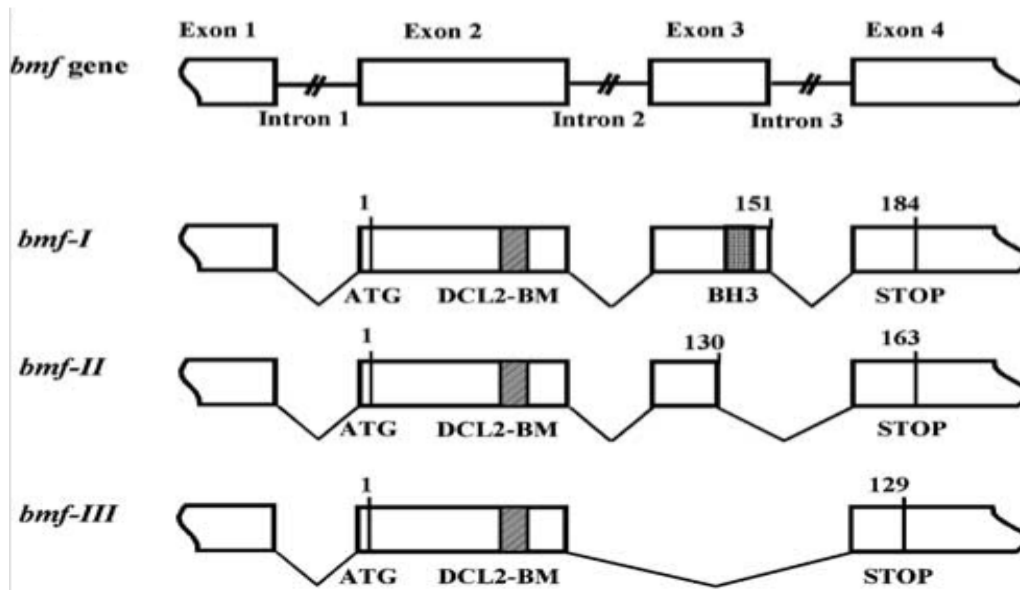 Exon 1 Exon 2 Exon 3 Exon 4
bmf gene
Intron 1 Intron 2 Intron 3
1 151 184
bmf-I
ATG DCL2-BM BH3 STOP
1 130 163
bmf-II
ATG DCL2-BM STOP
1 129
bmf-III
ATG DCL2-BM STOP